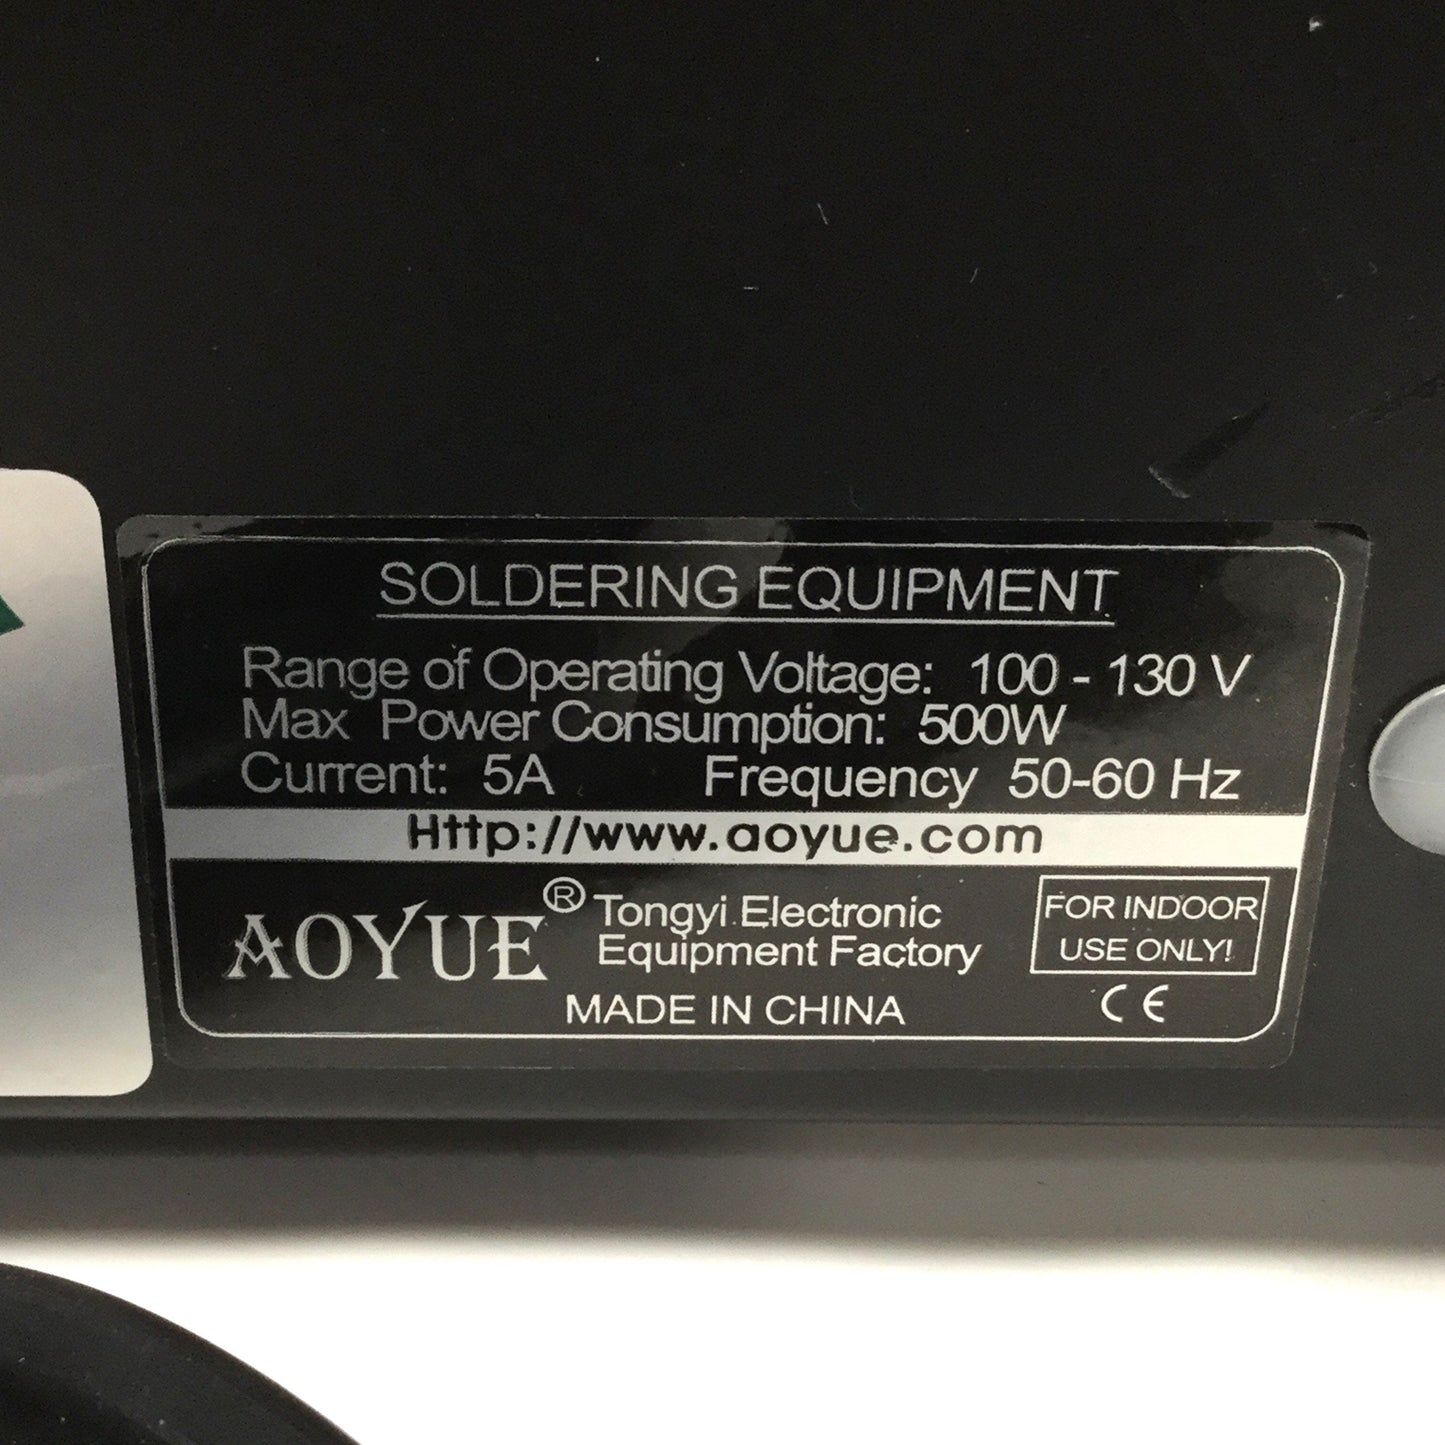 SOLDERING EQUIPMENT
Range of Operating Voltage: 100 - 130 V
Max Power Consumption: 500W
Current: 5A Frequency 50-60 Hz
Http://www.aoyue.com
AOYUE® Tongyi Electronic
Equipment Factory
MADE IN CHINA
FOR INDOOR
USE ONLY!
CE